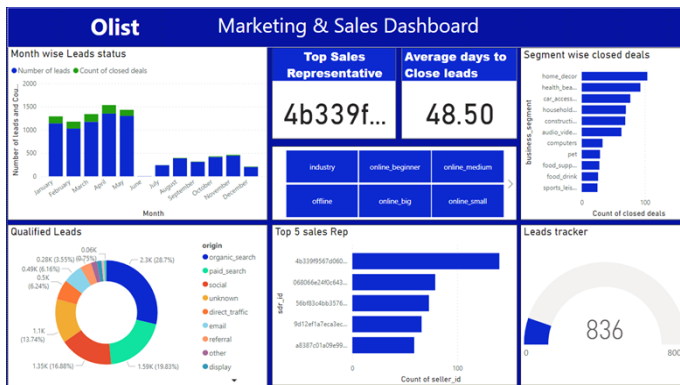 Olist
Marketing & Sales Dashboard
Month wise Leads status
Number of leads
Count of closed deals
Number of leads and Cou...
2000
1500
1000
500
0
January
February
March
April
May
June
July
August
September
October
November
December
Month
Top Sales
Representative
4b339f...
Average days to
Close leads
48.50
industry
online_beginner
online_medium
offline
online_big
online_small
Segment wise closed deals
business_segment
home_decor
health_bea...
car_access...
household...
constructi...
audio_vide...
computers
pet
food_supp...
food_drink
sports_leis...
0
100
Count of closed deals
Qualified Leads
0.06K
(0.75%)
0.28K (3.55%)
0.49K (6.16%)
0.5K
(6.24%)
1.1K
(13.74%)
1.35K (16.88%)
1.59K (19.83%)
2.3K (28.7%)
origin
organic_search
paid_search
social
unknown
direct_traffic
email
referral
other
display
Top 5 sales Rep
sdr_id
4b339f9567d060...
068066e24f0c643...
56bf83c4bb3576...
9d12ef1a7eca3ec...
a8387c01a09e99...
0
100
Count of seller_id
Leads tracker
836
0
800